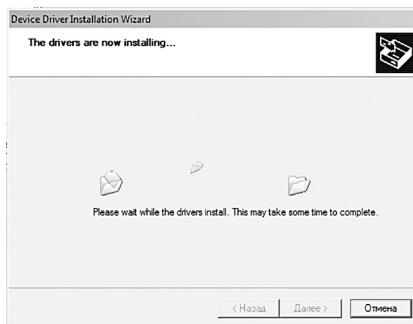 Device Driver Installation Wizard
The drivers are now installing...
Please wait while the drivers install. This may take some time to complete.
< Назад
Далее >
Отмена